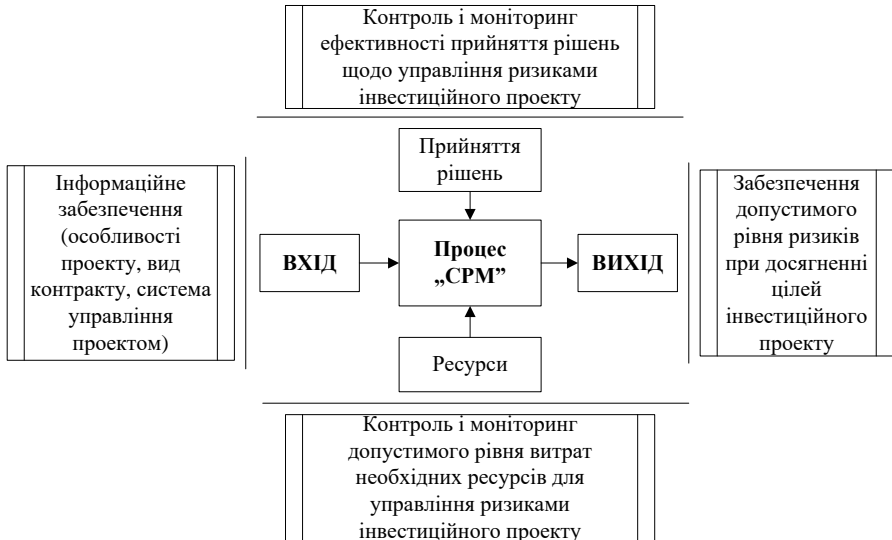 Контроль і моніторинг
ефективності прийняття рішень
щодо управління ризиками
інвестиційного проекту
Прийняття
рішень
Інформаційне
забезпечення
(особливості
проекту, вид
контракту, система
управління
проектом)
ВХІД
Процес
„СРМ”
ВИХІД
Забезпечення
допустимого
рівня ризиків
при досягненні
цілей
інвестиційного
проекту
Ресурси
Контроль і моніторинг
допустимого рівня витрат
необхідних ресурсів для
управління ризиками
інвестиційного проекту